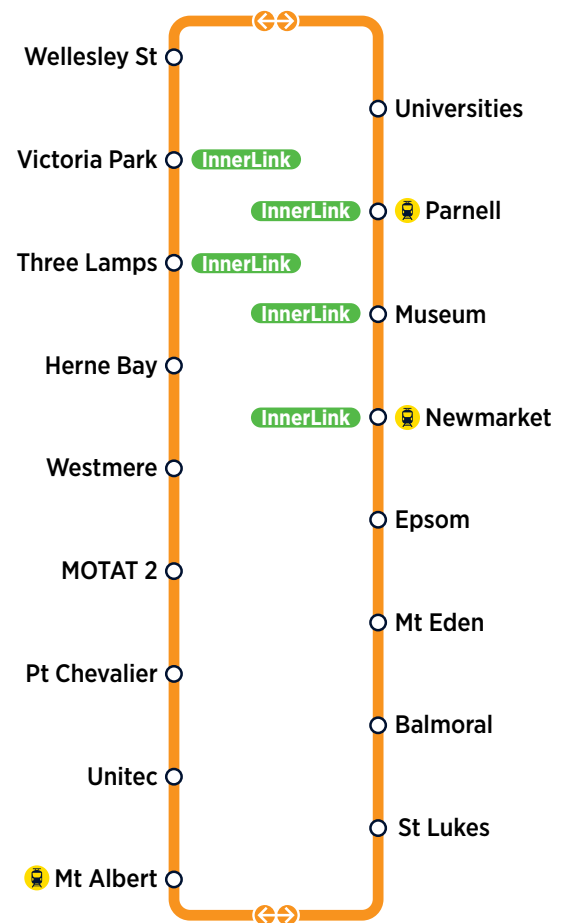 Wellesley St
Universities
Victoria Park InnerLink
InnerLink Parnell
Three Lamps InnerLink
InnerLink Museum
Herne Bay
InnerLink Newmarket
Westmere
Epsom
MOTAT 2
Mt Eden
Pt Chevalier
Balmoral
Unitec
St Lukes
Mt Albert